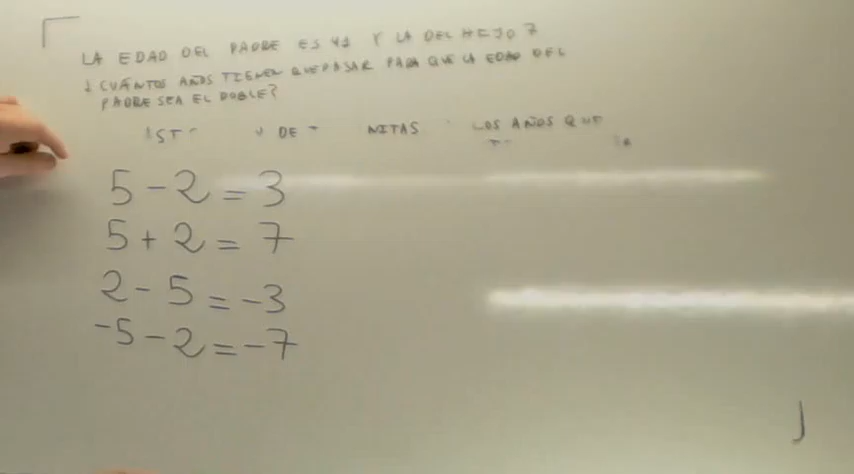 LA EDAD DEL PADRE ES 41 Y LA DEL HIJO 7
¿CUÁNTOS AÑOS TIENEN QUE PASAR PARA QUE LA EDAD DEL
PADRE SEA EL DOBLE?
LOS AÑOS QUE
5 - 2 = 3
5 + 2 = 7
2 - 5 = -3
-5 - 2 = -7